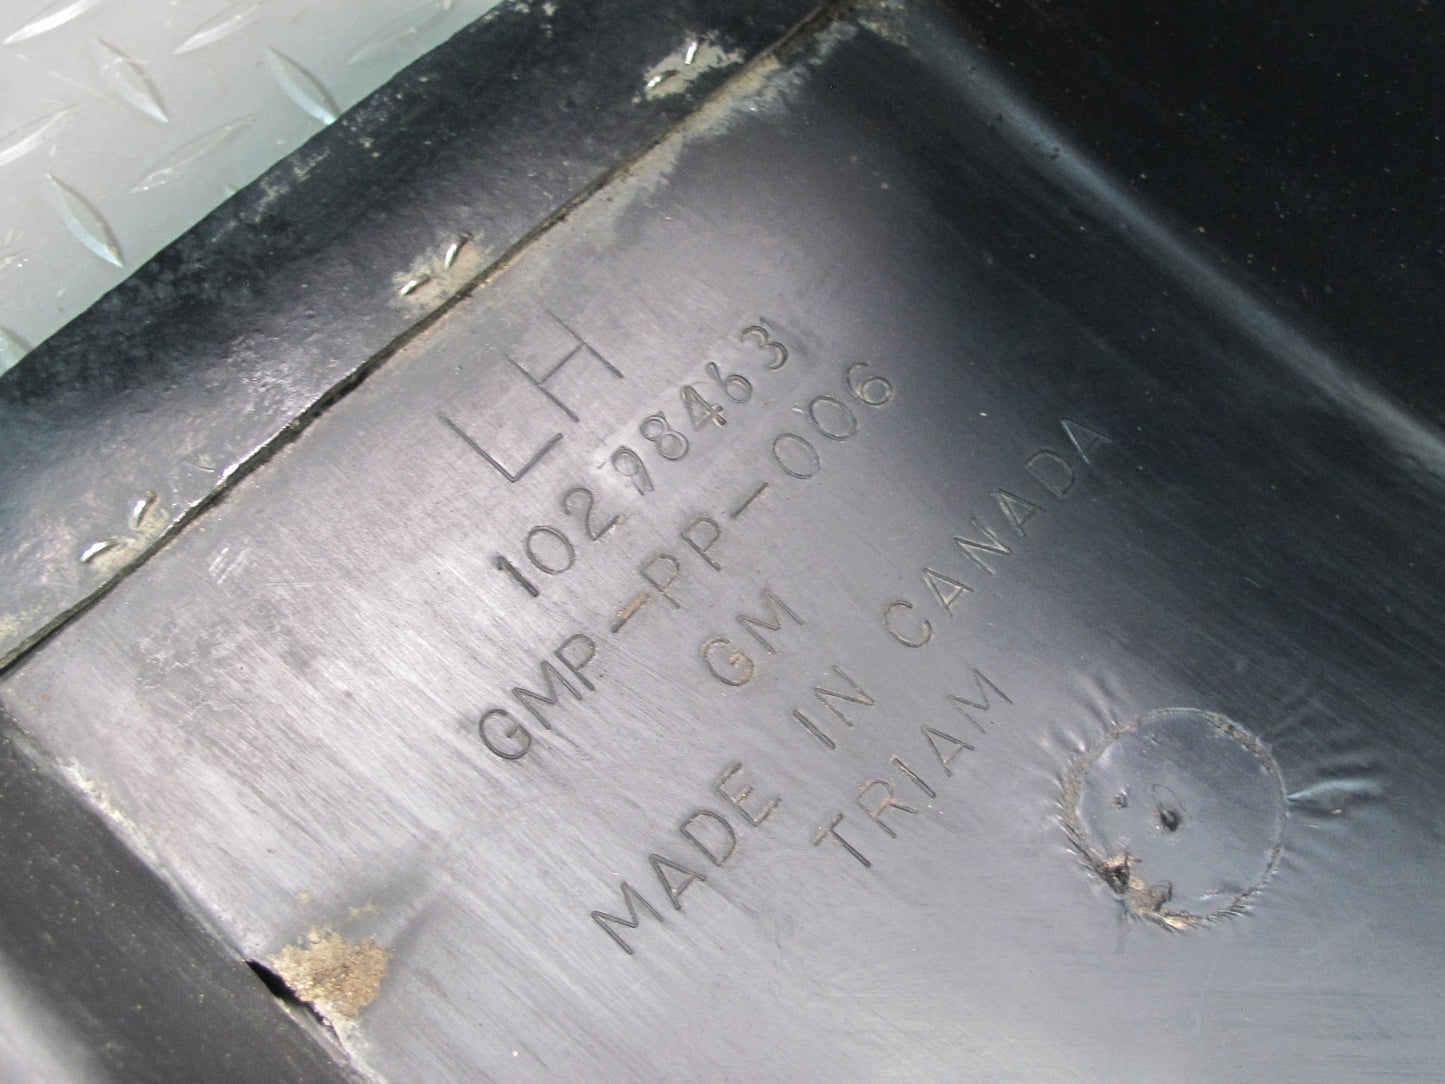 LH
10298463
GMP.-PP-006
GM
MADE IN CANADA
TRIAM